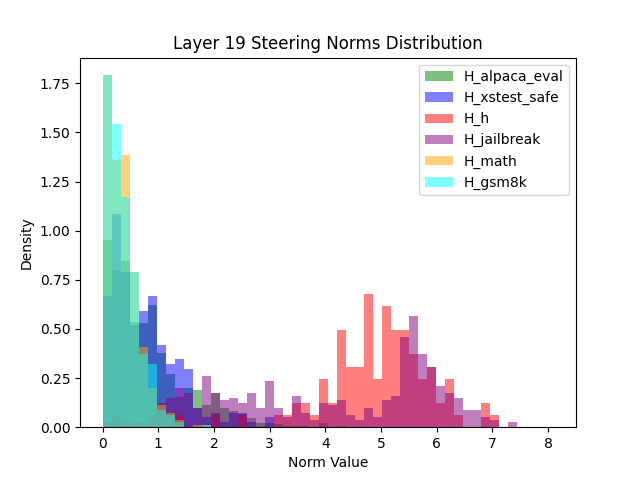 Layer 19 Steering Norms Distribution
H_alpaca_eval
H_xstest_safe
H_h
H_jailbreak
H_math
H_gsm8k
1.75
1.50
1.25
1.00
0.75
0.50
0.25
0.00
Density
0 1 2 3 4 5 6 7 8
Norm Value